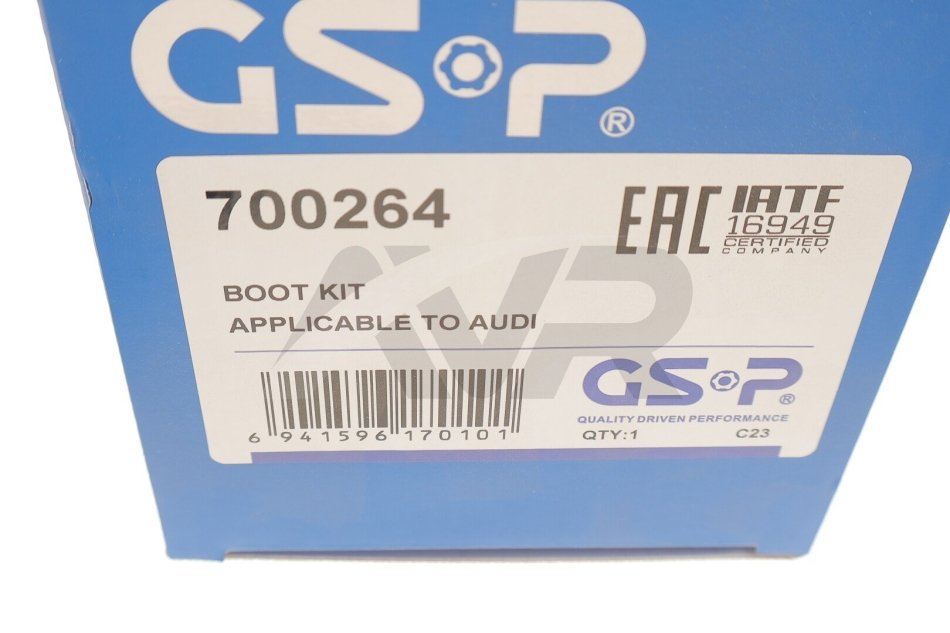 GSP®
700264
EAC
IATF
16949
CERTIFIED
COMPANY
BOOT KIT
APPLICABLE TO AUDI
AVR
GSP®
QUALITY DRIVEN PERFORMANCE
6 941596 170101
QTY:1 C23